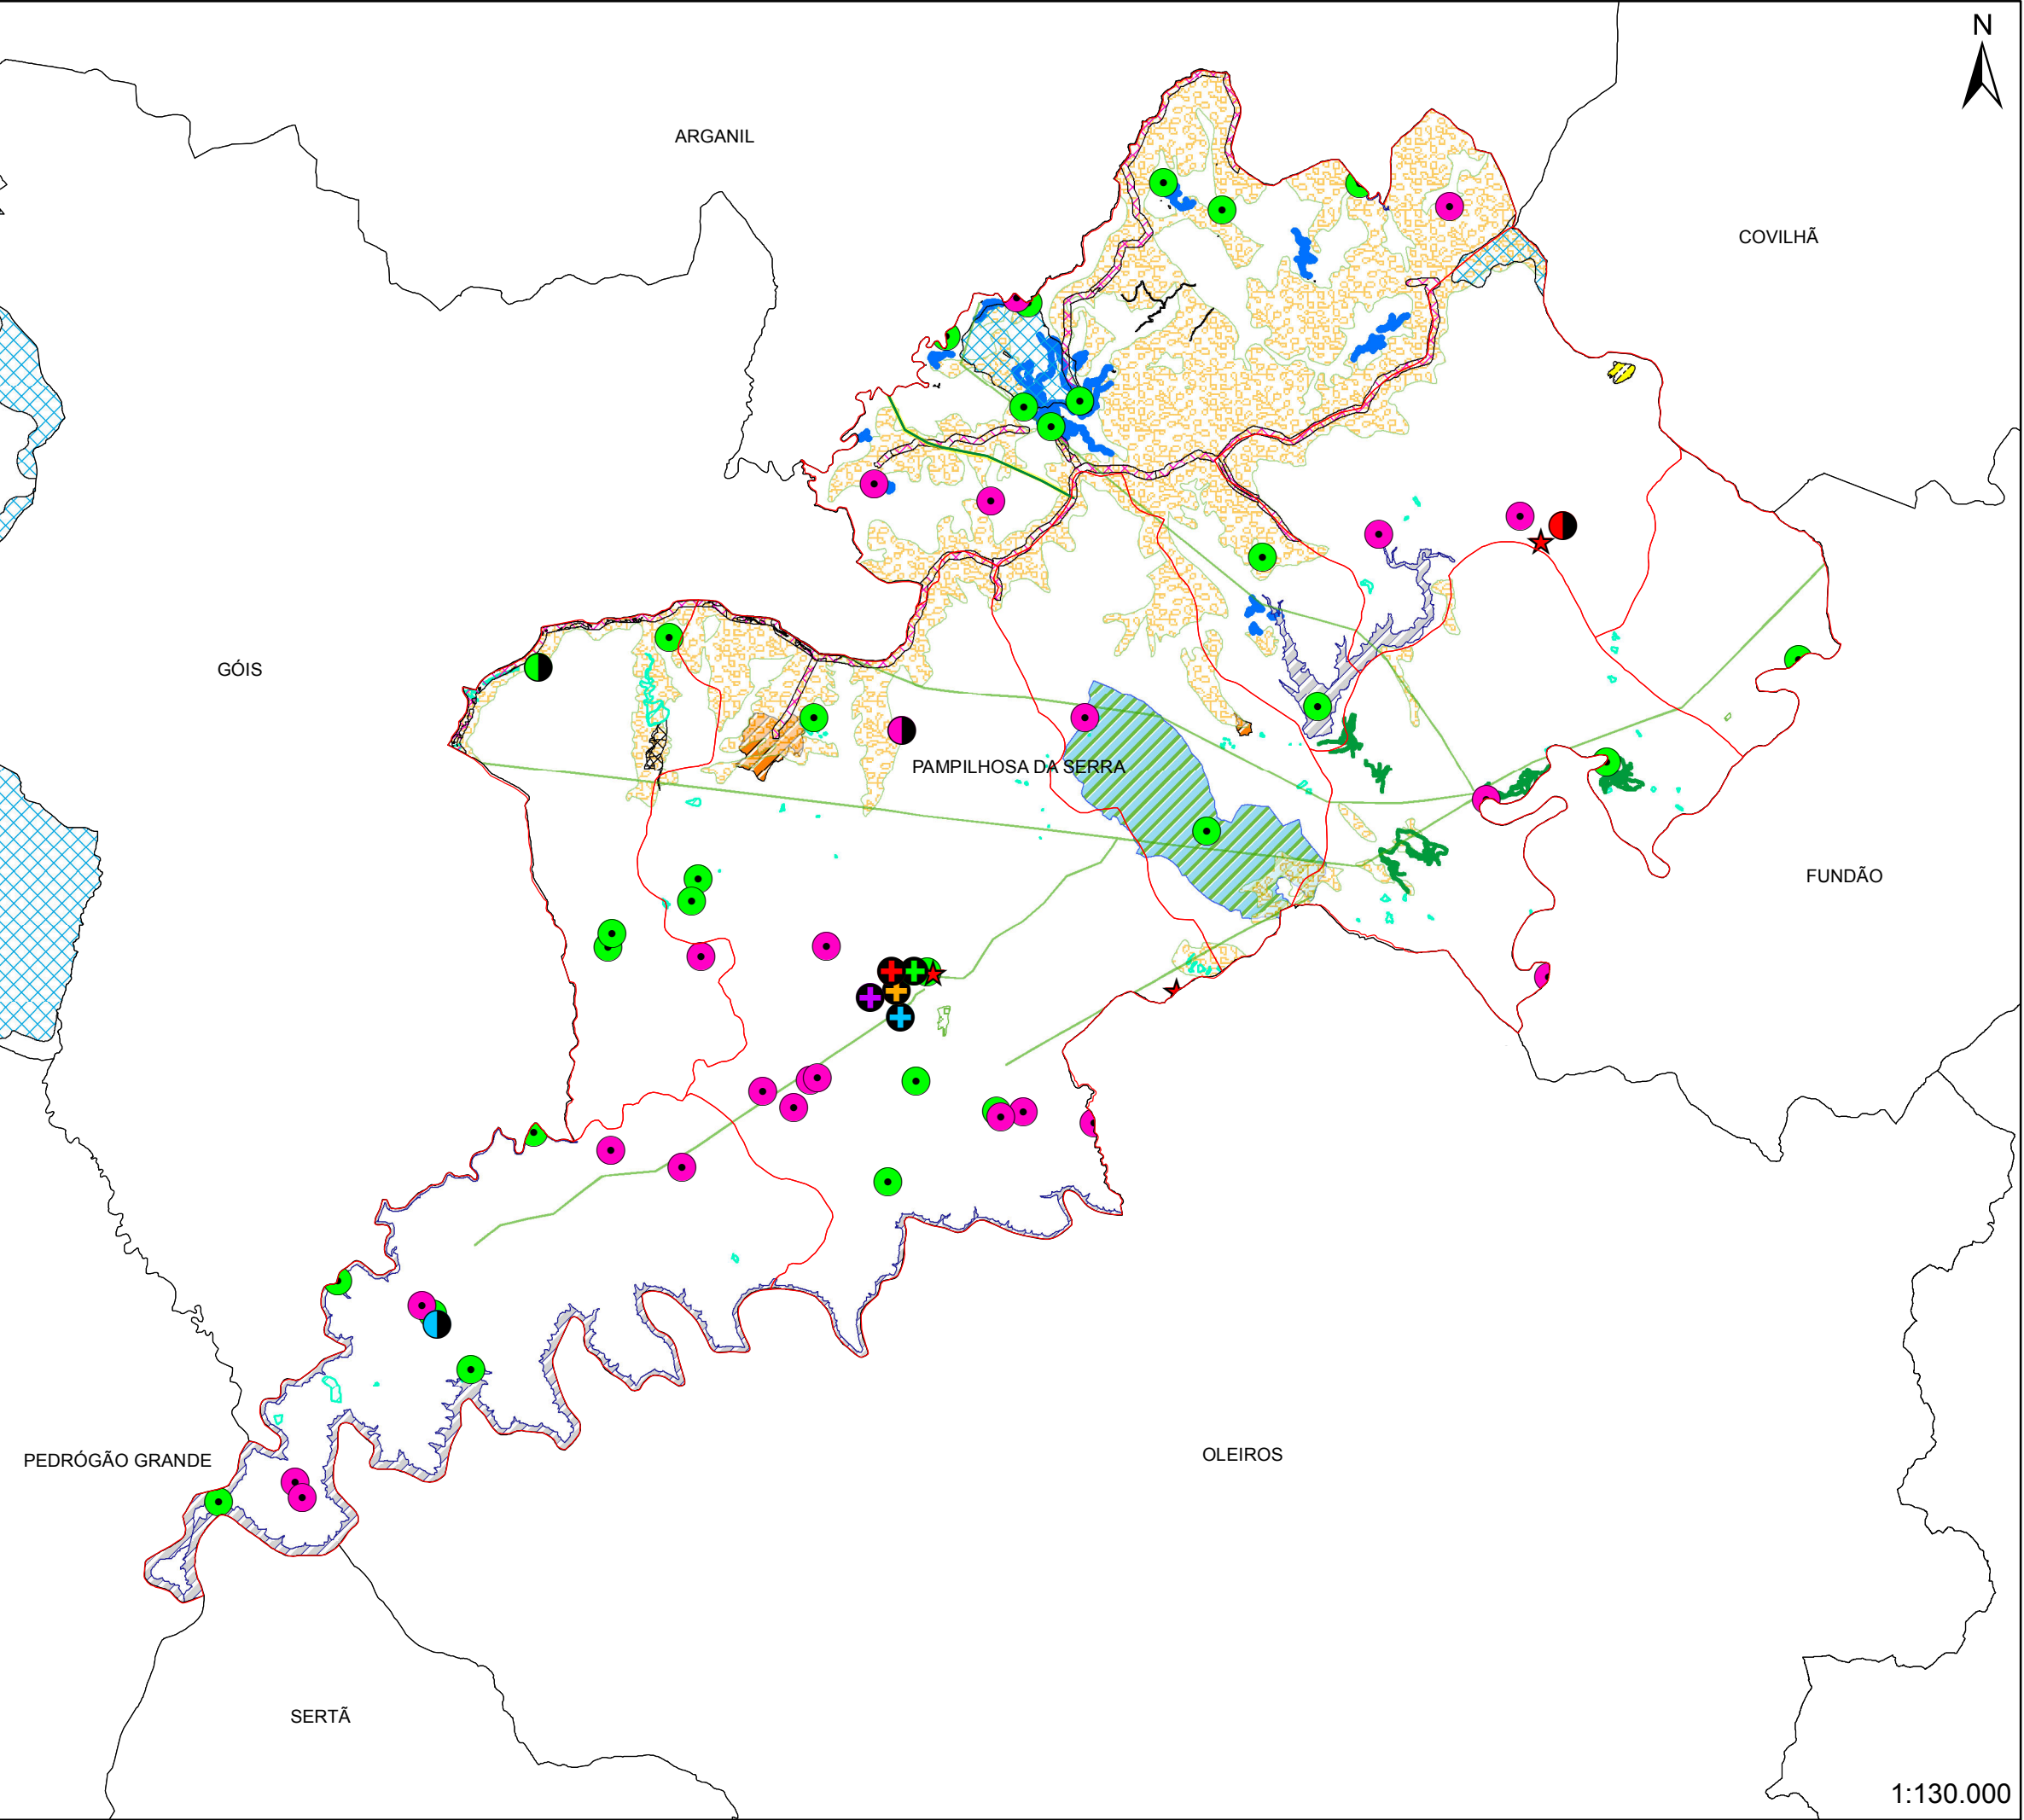 N
ARGANIL
COVILHÃ
GÓIS
PAMPILHOSA DA SERRA
FUNDÃO
OLEIROS
PEDRÓGÃO GRANDE
SERTÃ
1:130.000